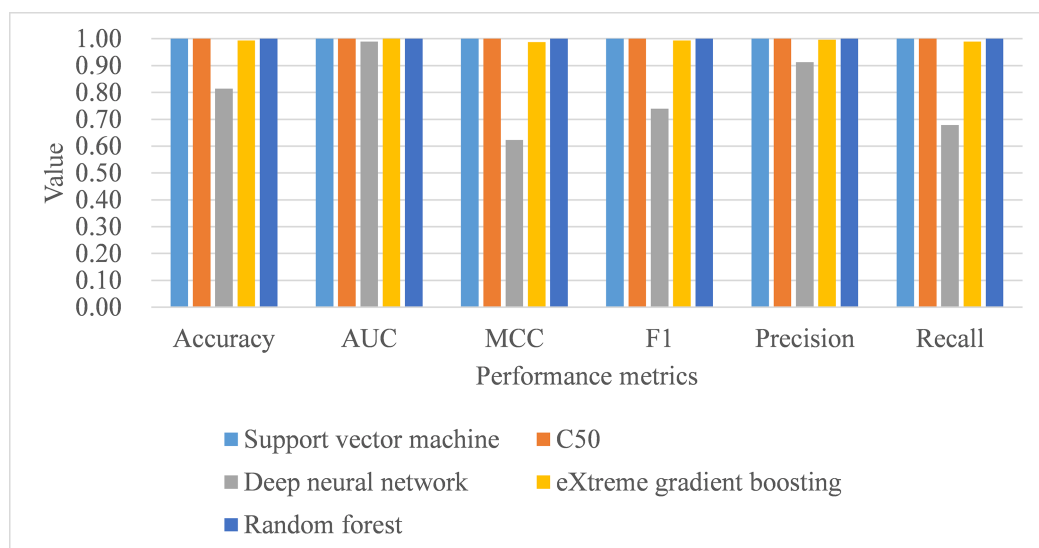 1.00
0.90
0.80
0.70
0.60
0.50
0.40
0.30
0.20
0.10
0.00
Value
Accuracy AUC MCC F1 Precision Recall
Performance metrics
Support vector machine C50
Deep neural network eXtreme gradient boosting
Random forest